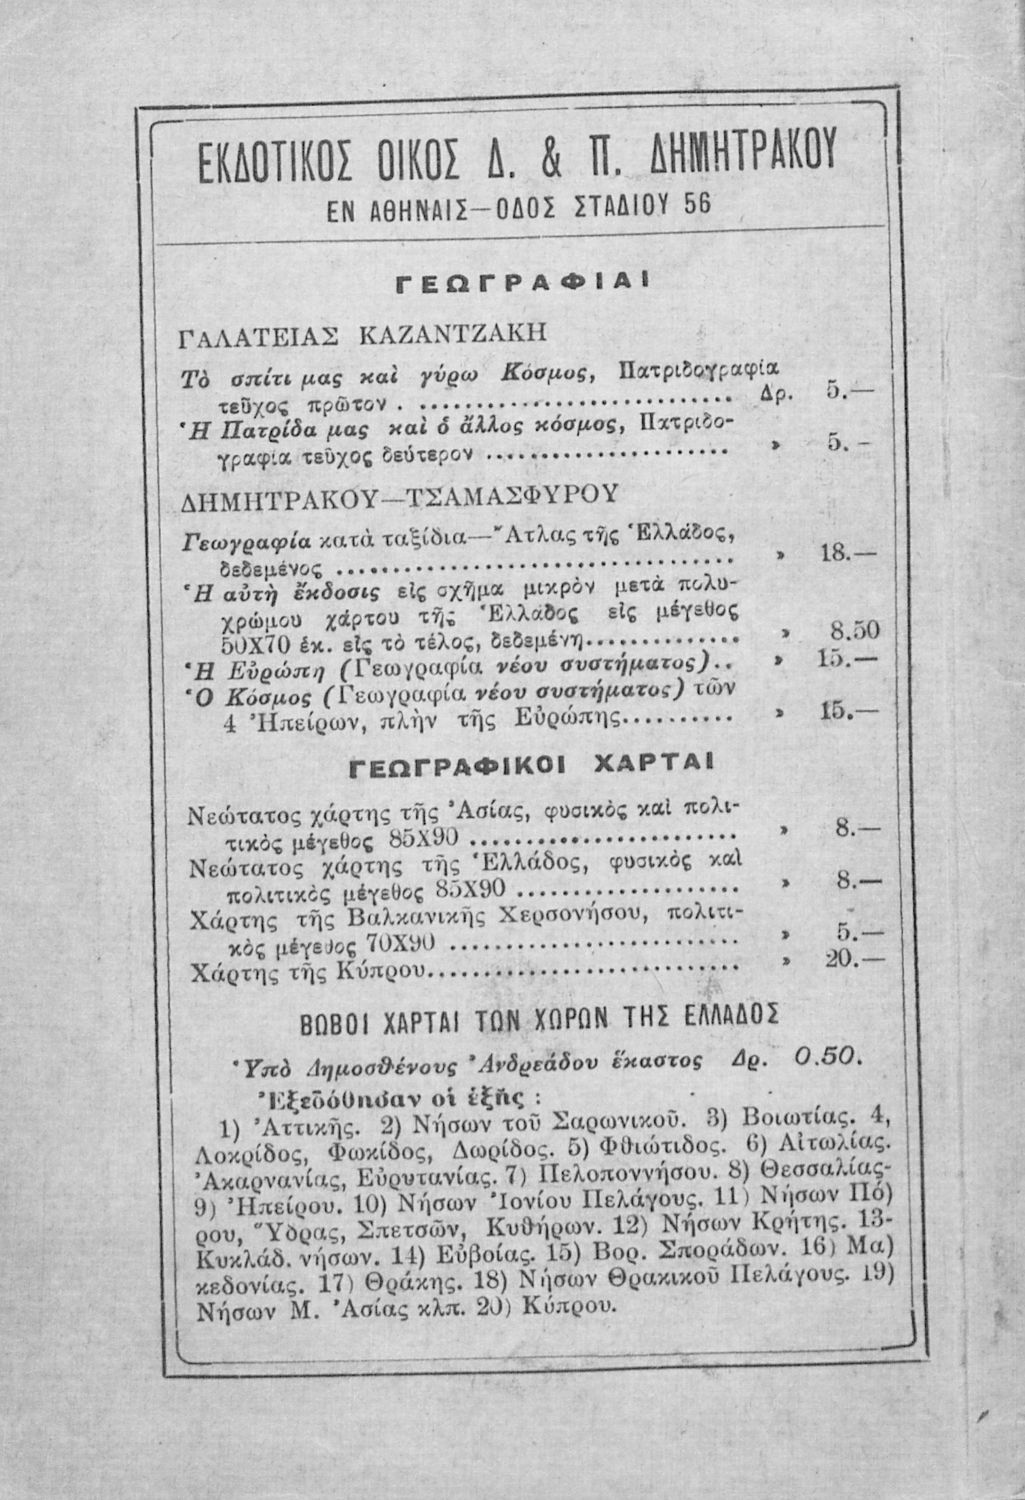 ΕΚΔΟΤΙΚΟΣ ΟΙΚΟΣ Δ. & Π. ΔΗΜΗΤΡΑΚΟΥ
ΕΝ ΑΘΗΝΑΙΣ—ΟΔΟΣ ΣΤΑΔΙΟΥ 56
ΓΕΩΓΡΑΦΙΑΙ
ΓΑΛΑΤΕΙΑΣ ΚΑΖΑΝΤΖΑΚΗ
Τὸ σπίτι μας καὶ γύρω Κόσμος, Πατριδογραφία
τεῦχος πρῶτον . .............................. Δρ. 5.—
Ἡ Πατρίδα μας καὶ ὁ ἄλλος κόσμος, Πατριδο-
γραφία τεῦχος δεύτερον ...................... » 5. -
ΔΗΜΗΤΡΑΚΟΥ—ΤΣΑΜΑΣΦΥΡΟΥ
Γεωγραφία κατὰ ταξίδια—Ἄτλας τῆς Ἑλλάδος,
δεδεμένος .................................. » 18.—
Ἡ αὐτὴ ἔκδοσις εἰς σχῆμα μικρὸν μετὰ πολυ-
χρώμου χάρτου τῆς Ἑλλάδος εἰς μέγεθος
50Χ70 ἑκ. εἰς τὸ τέλος, δεδεμένη.............. » 8.50
Ἡ Εὐρώπη (Γεωγραφία νέου συστήματος).. » 15.—
Ὁ Κόσμος (Γεωγραφία νέου συστήματος) τῶν
4 Ἠπείρων, πλὴν τῆς Εὐρώπης.......... » 15.—
ΓΕΩΓΡΑΦΙΚΟΙ ΧΑΡΤΑΙ
Νεώτατος χάρτης τῆς Ἀσίας, φυσικὸς καὶ πολι-
τικὸς μέγεθος 85Χ90 ........................ » 8.—
Νεώτατος χάρτης τῆς Ἑλλάδος, φυσικὸς καὶ
πολιτικὸς μέγεθος 85Χ90 .................... » 8.—
Χάρτης τῆς Βαλκανικῆς Χερσονήσου, πολιτι-
κὸς μέγεθος 70Χ90 .......................... » 5.—
Χάρτης τῆς Κύπρου............................ » 20.—
ΒΩΒΟΙ ΧΑΡΤΑΙ ΤΩΝ ΧΩΡΩΝ ΤΗΣ ΕΛΛΑΔΟΣ
Ὑπὸ Δημοσθένους Ἀνδρεάδου ἕκαστος Δρ. 0.50.
Ἐξεδόθησαν οἱ ἑξῆς :
1) Ἀττικῆς. 2) Νήσων τοῦ Σαρωνικοῦ. 3) Βοιωτίας. 4,
Λοκρίδος, Φωκίδος, Δωρίδος. 5) Φθιώτιδος. 6) Αἰτωλίας.
Ἀκαρνανίας, Εὐρυτανίας. 7) Πελοποννήσου. 8) Θεσσαλίας-
9) Ἠπείρου. 10) Νήσων Ἰονίου Πελάγους. 11) Νήσων Πό)
ρου, Ὕδρας, Σπετσῶν, Κυθήρων. 12) Νήσων Κρήτης. 13-
Κυκλάδ. νήσων. 14) Εὐβοίας. 15) Βορ. Σποράδων. 16) Μα)
κεδονίας. 17) Θράκης. 18) Νήσων Θρακικοῦ Πελάγους. 19)
Νήσων Μ. Ἀσίας κλπ. 20) Κύπρου.